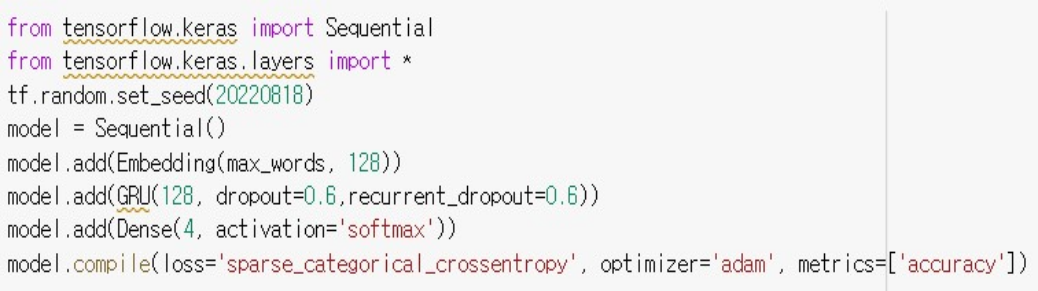 from tensorflow.keras import Sequential
from tensorflow.keras.layers import *
tf.random.set_seed(20220818)
model = Sequential()
model.add(Embedding(max_words, 128))
model.add(GRU(128, dropout=0.6,recurrent_dropout=0.6))
model.add(Dense(4, activation='softmax'))
model.compile(loss='sparse_categorical_crossentropy', optimizer='adam', metrics=['accuracy'])